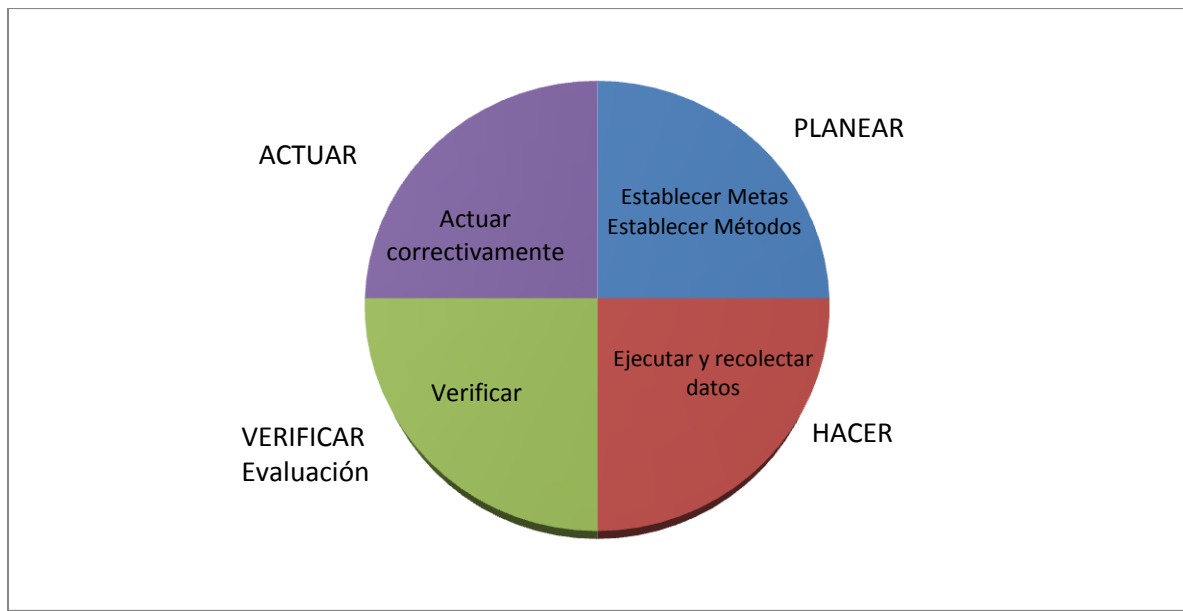 PLANEAR
ACTUAR
Establecer Metas
Establecer Métodos
Actuar
correctivamente
Ejecutar y recolectar
datos
Verificar
HACER
VERIFICAR
Evaluación